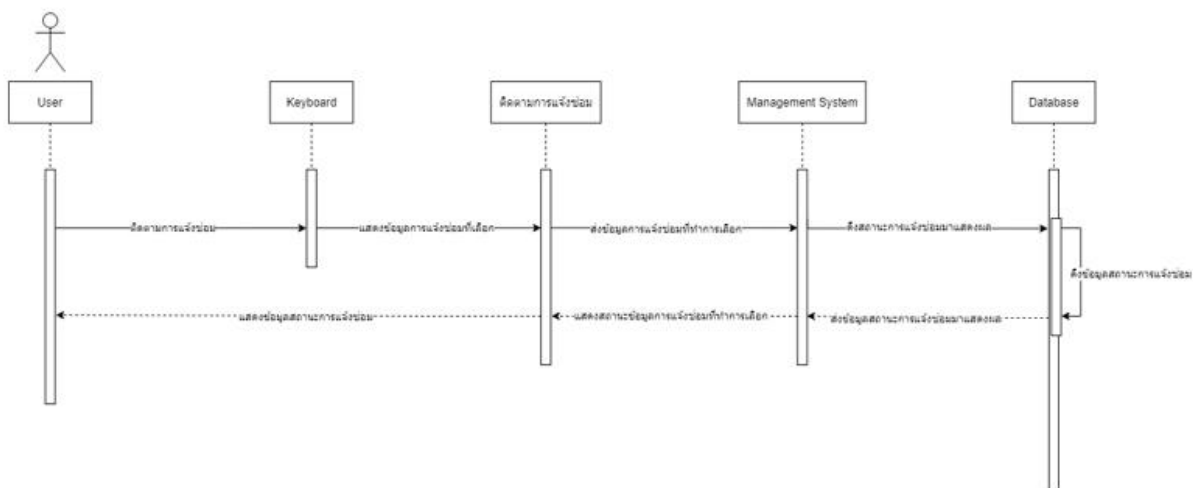 User
Keyboard
ติดตามการแจ้งซ่อม
Management System
Database
ติดตามการแจ้งซ่อม
แสดงข้อมูลการแจ้งซ่อมที่เลือก
ส่งข้อมูลการแจ้งซ่อมที่ทำการเลือก
ดึงสถานะการแจ้งซ่อมมาแสดงผล
ดึงข้อมูลสถานะการแจ้งซ่อม
แสดงข้อมูลสถานะการแจ้งซ่อม
แสดงสถานะข้อมูลการแจ้งซ่อมที่ทำการเลือก
ส่งข้อมูลสถานะการแจ้งซ่อมมาแสดงผล